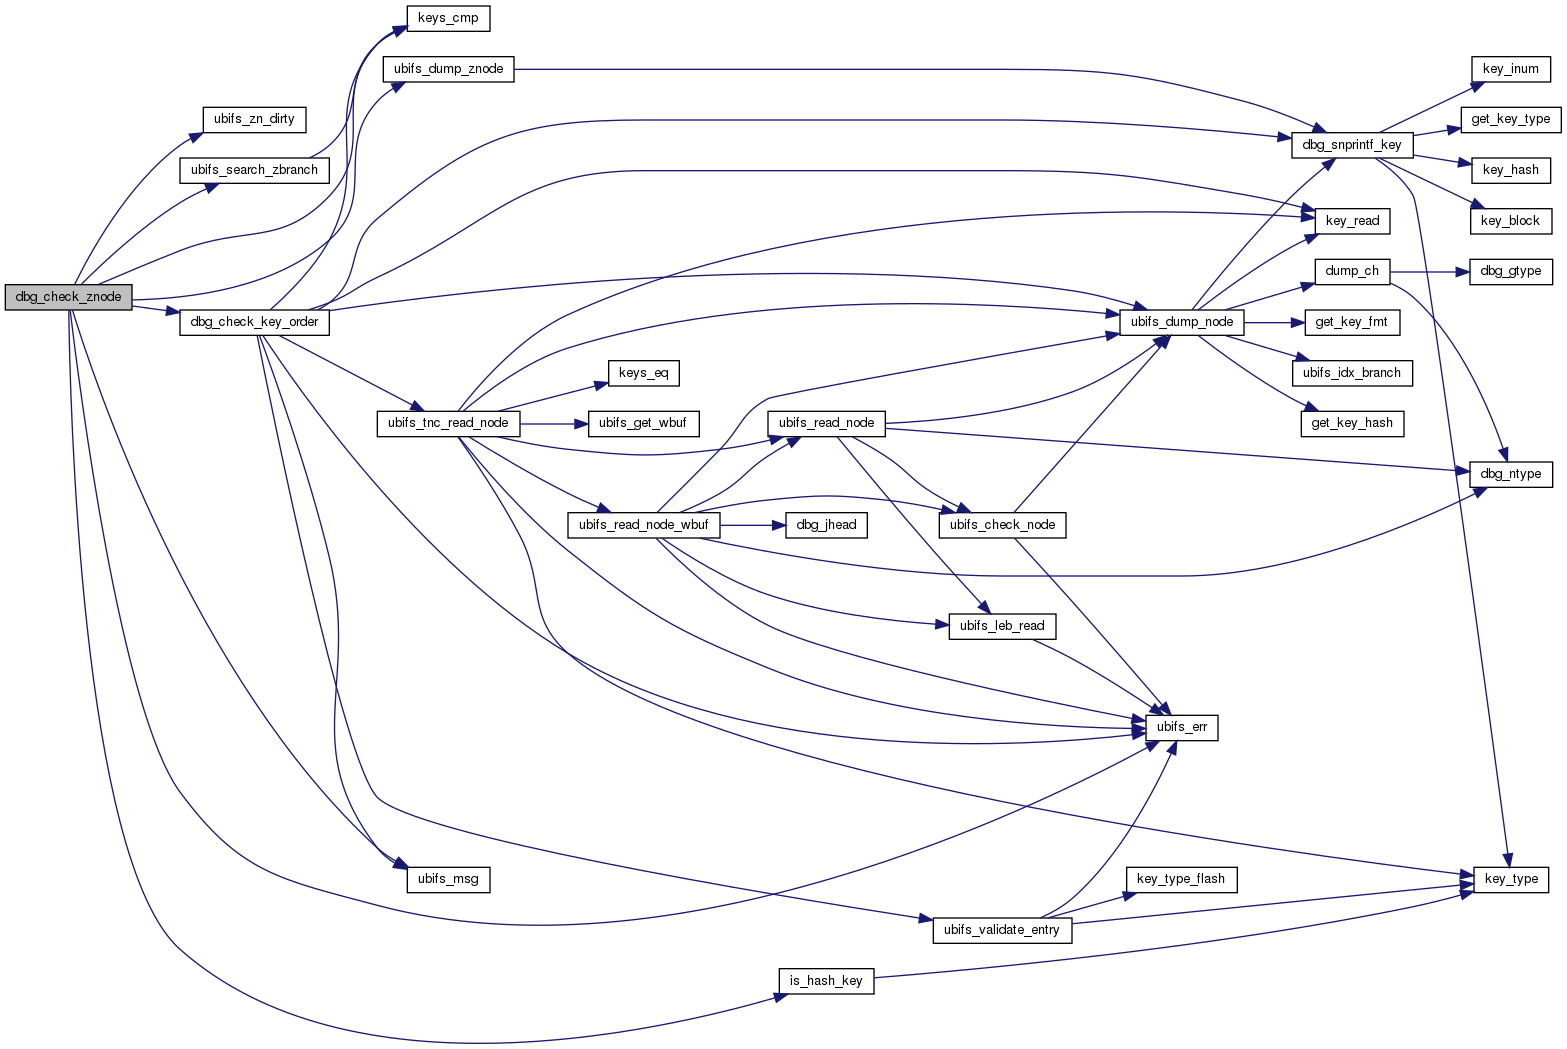 keys_cmp
ubifs_dump_znode
key_inum
ubifs_zn_dirty
get_key_type
dbg_snprintf_key
ubifs_search_zbranch
key_hash
key_read
key_block
dump_ch
dbg_gtype
dbg_check_znode
dbg_check_key_order
ubifs_dump_node
get_key_fmt
keys_eq
ubifs_idx_branch
ubifs_tnc_read_node
ubifs_get_wbuf
ubifs_read_node
get_key_hash
dbg_ntype
ubifs_read_node_wbuf
dbg_jhead
ubifs_check_node
ubifs_leb_read
ubifs_err
ubifs_msg
key_type_flash
key_type
ubifs_validate_entry
is_hash_key